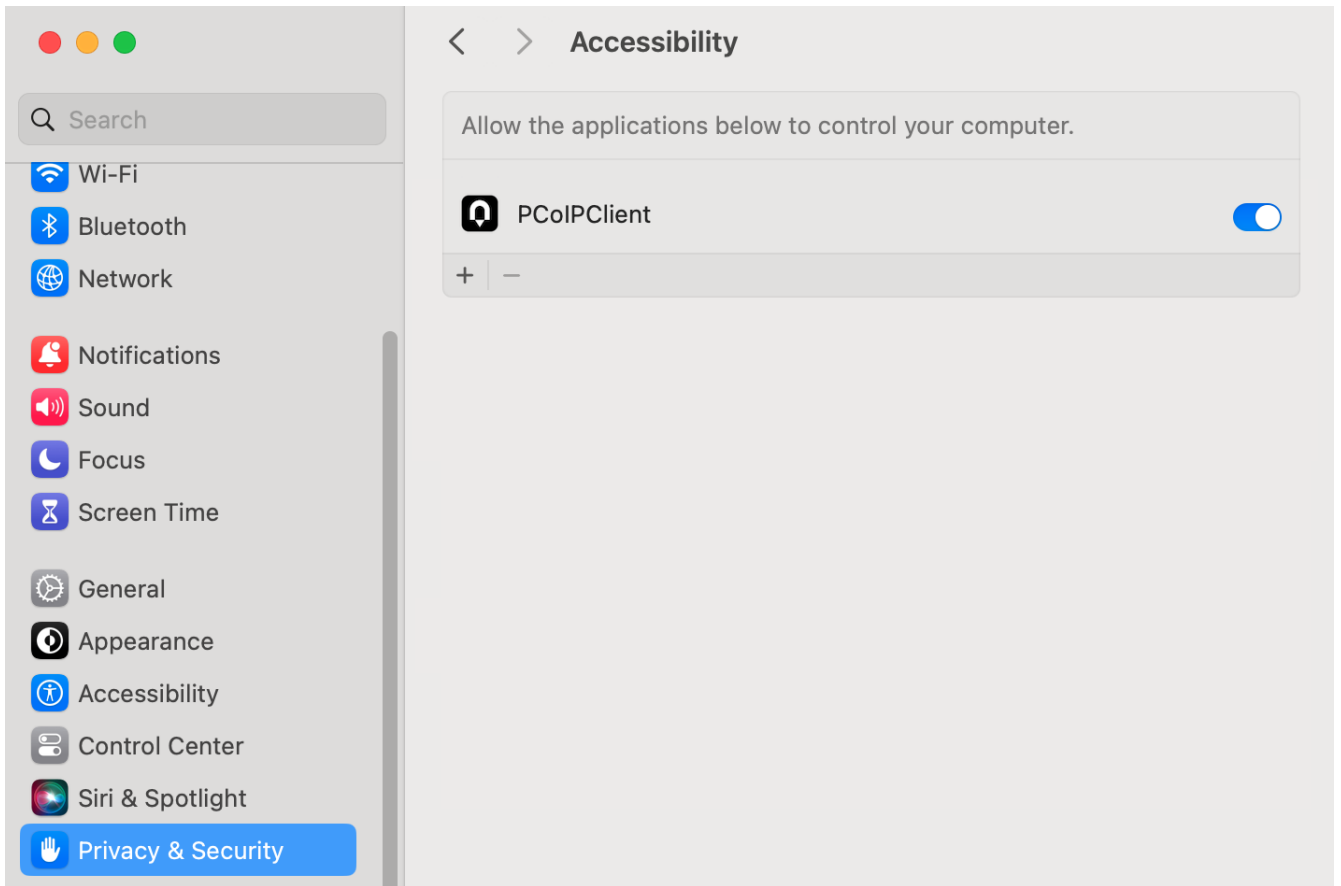 Search
Wi-Fi
Bluetooth
Network
Notifications
Sound
Focus
Screen Time
General
Appearance
Accessibility
Control Center
Siri & Spotlight
Privacy & Security
Accessibility
Allow the applications below to control your computer.
PCoIPClient